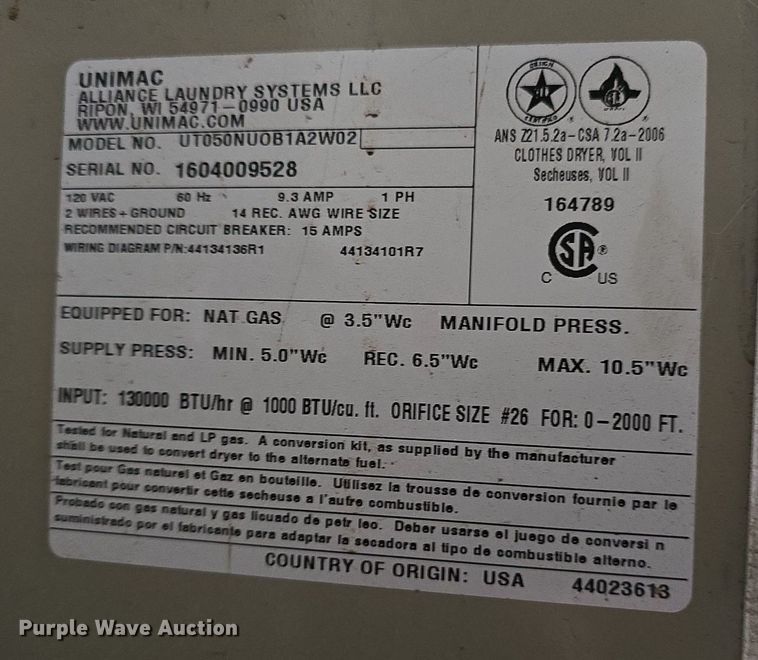 UNIMAC
ALLIANCE LAUNDRY SYSTEMS LLC
RIPON, WI 54971-0990 USA
WWW.UNIMAC.COM
MODEL NO. UT050NUOB1A2W02
SERIAL NO. 1604009528
120 VAC 60 Hz 9.3 AMP 1 PH
2 WIRES + GROUND 14 REC. AWG WIRE SIZE
RECOMMENDED CIRCUIT BREAKER: 15 AMPS
WIRING DIAGRAM P/N:44134136R1 44134101R7
DESIGN
CERTIFIED
ANS Z21.5.2a-CSA 7.2a-2006
CLOTHES DRYER, VOL II
Secheuses, VOL II
164789
CSA ®
C US
EQUIPPED FOR: NAT GAS @ 3.5"Wc MANIFOLD PRESS.
SUPPLY PRESS: MIN. 5.0"Wc REC. 6.5"Wc MAX. 10.5"Wc
INPUT: 130000 BTU/hr @ 1000 BTU/cu. ft. ORIFICE SIZE #26 FOR: 0-2000 FT.
Tested for Natural and LP gas. A conversion kit, as supplied by the manufacturer
shall be used to convert dryer to the alternate fuel.
Test pour Gas naturel et Gaz en bouteille. Utilisez la trousse de conversion fournie par le
fabricant pour convertir cette secheuse a l'autre combustible.
Probado con gas natural y gas licuado de petr leo. Deber usarse el juego de conversi n
suministrado por el fabricante para adaptar la secadora al tipo de combustible alterno.
COUNTRY OF ORIGIN: USA 44023613
Purple Wave Auction